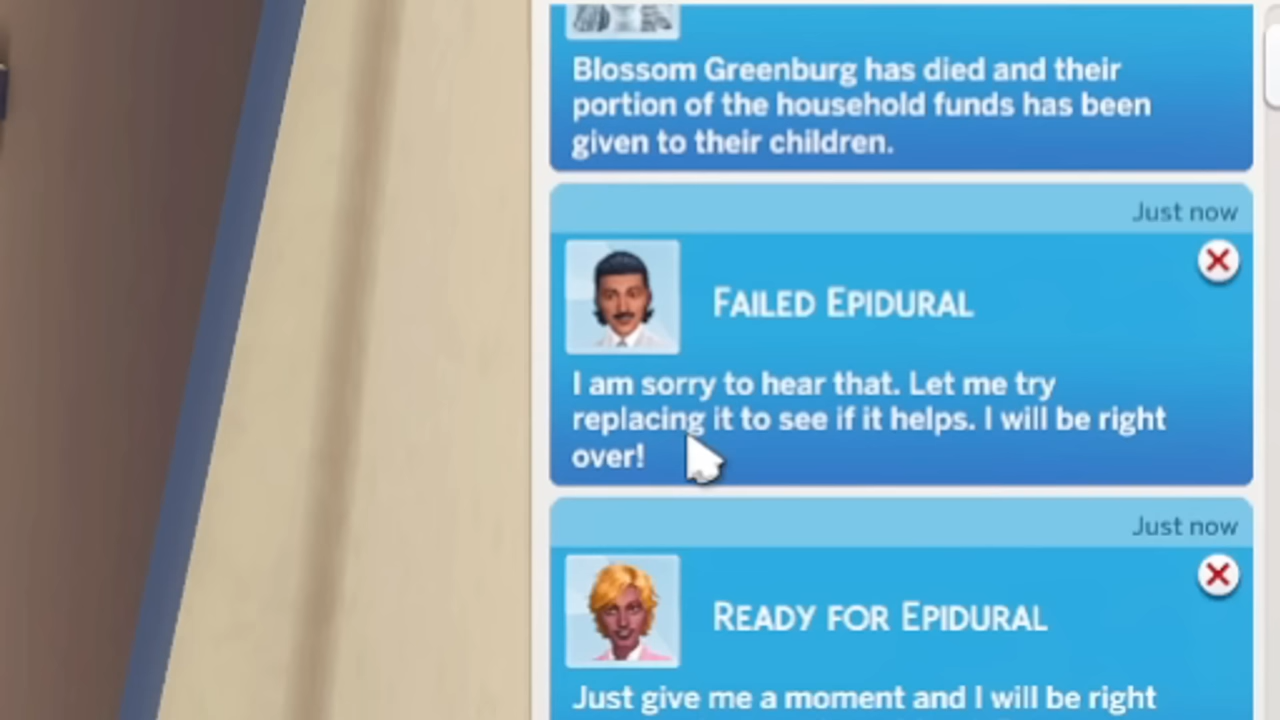 Blossom Greenburg has died and their
portion of the household funds has been
given to their children.
Just now
FAILED EPIDURAL
I am sorry to hear that. Let me try
replacing it to see if it helps. I will be right
over!
Just now
READY FOR EPIDURAL
Just give me a moment and I will be right